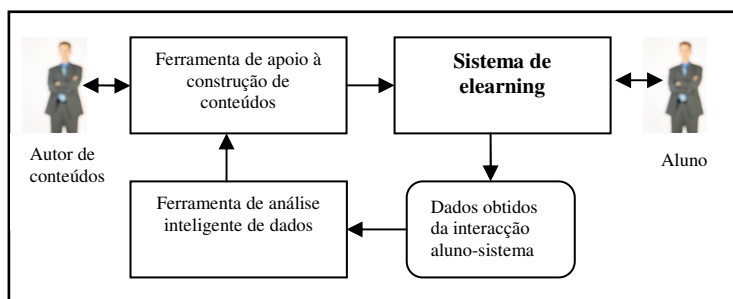 Ferramenta de apoio à
construção de
conteúdos
Sistema de
elearning
Autor de
conteúdos
Aluno
Ferramenta de análise
inteligente de dados
Dados obtidos
da interacção
aluno-sistema